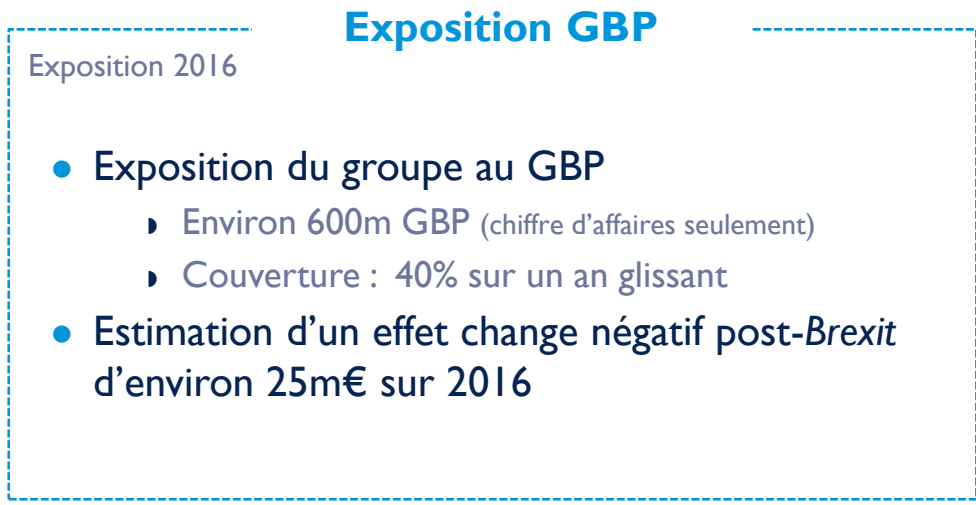 Exposition GBP
Exposition 2016
● Exposition du groupe au GBP
◗ Environ 600m GBP (chiffre d'affaires seulement)
◗ Couverture : 40% sur un an glissant
● Estimation d'un effet change négatif post-Brexit
d'environ 25m€ sur 2016